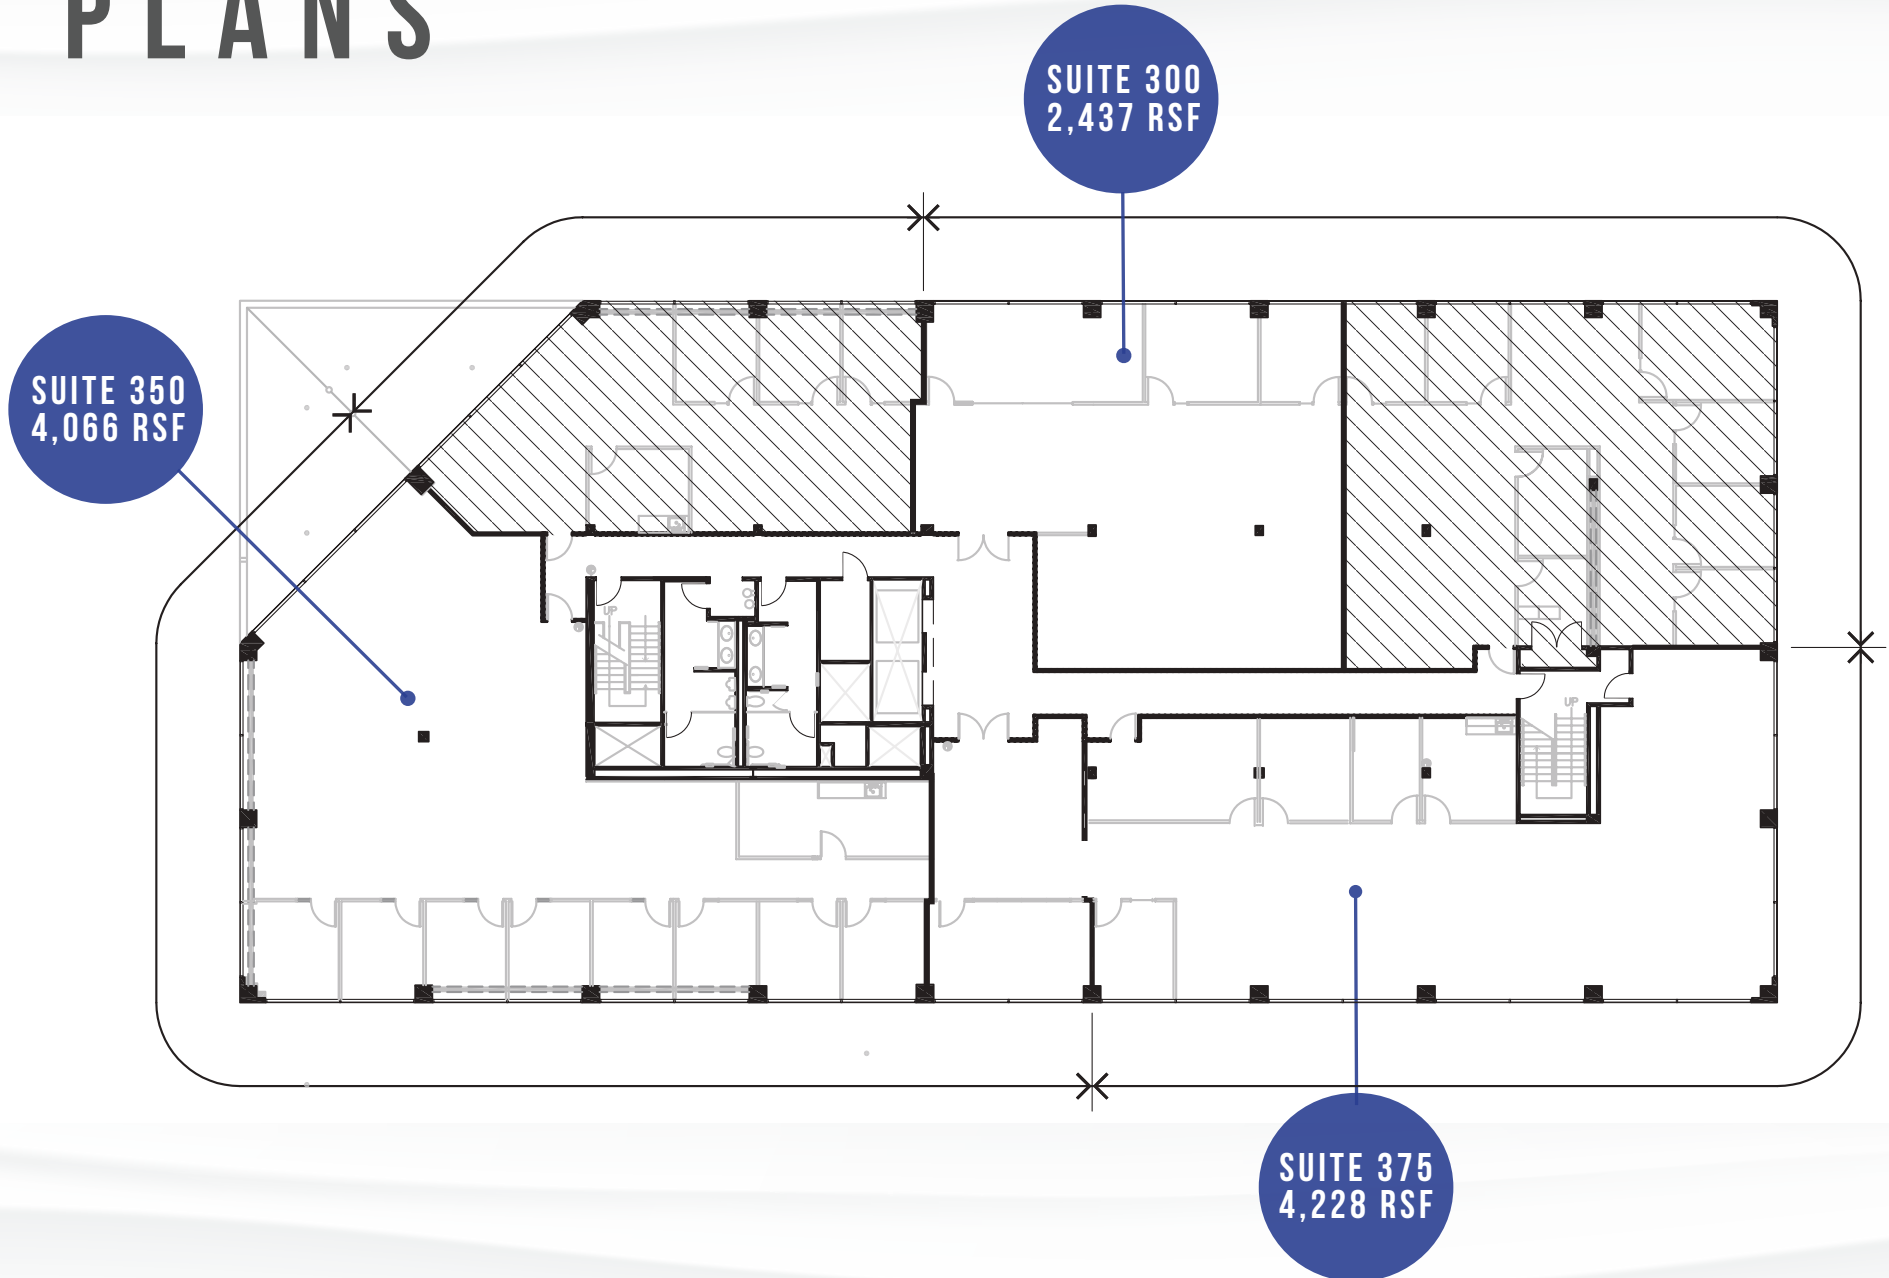 PLANS
SUITE 300
2,437 RSF
SUITE 350
4,066 RSF
UP
UP
SUITE 375
4,228 RSF